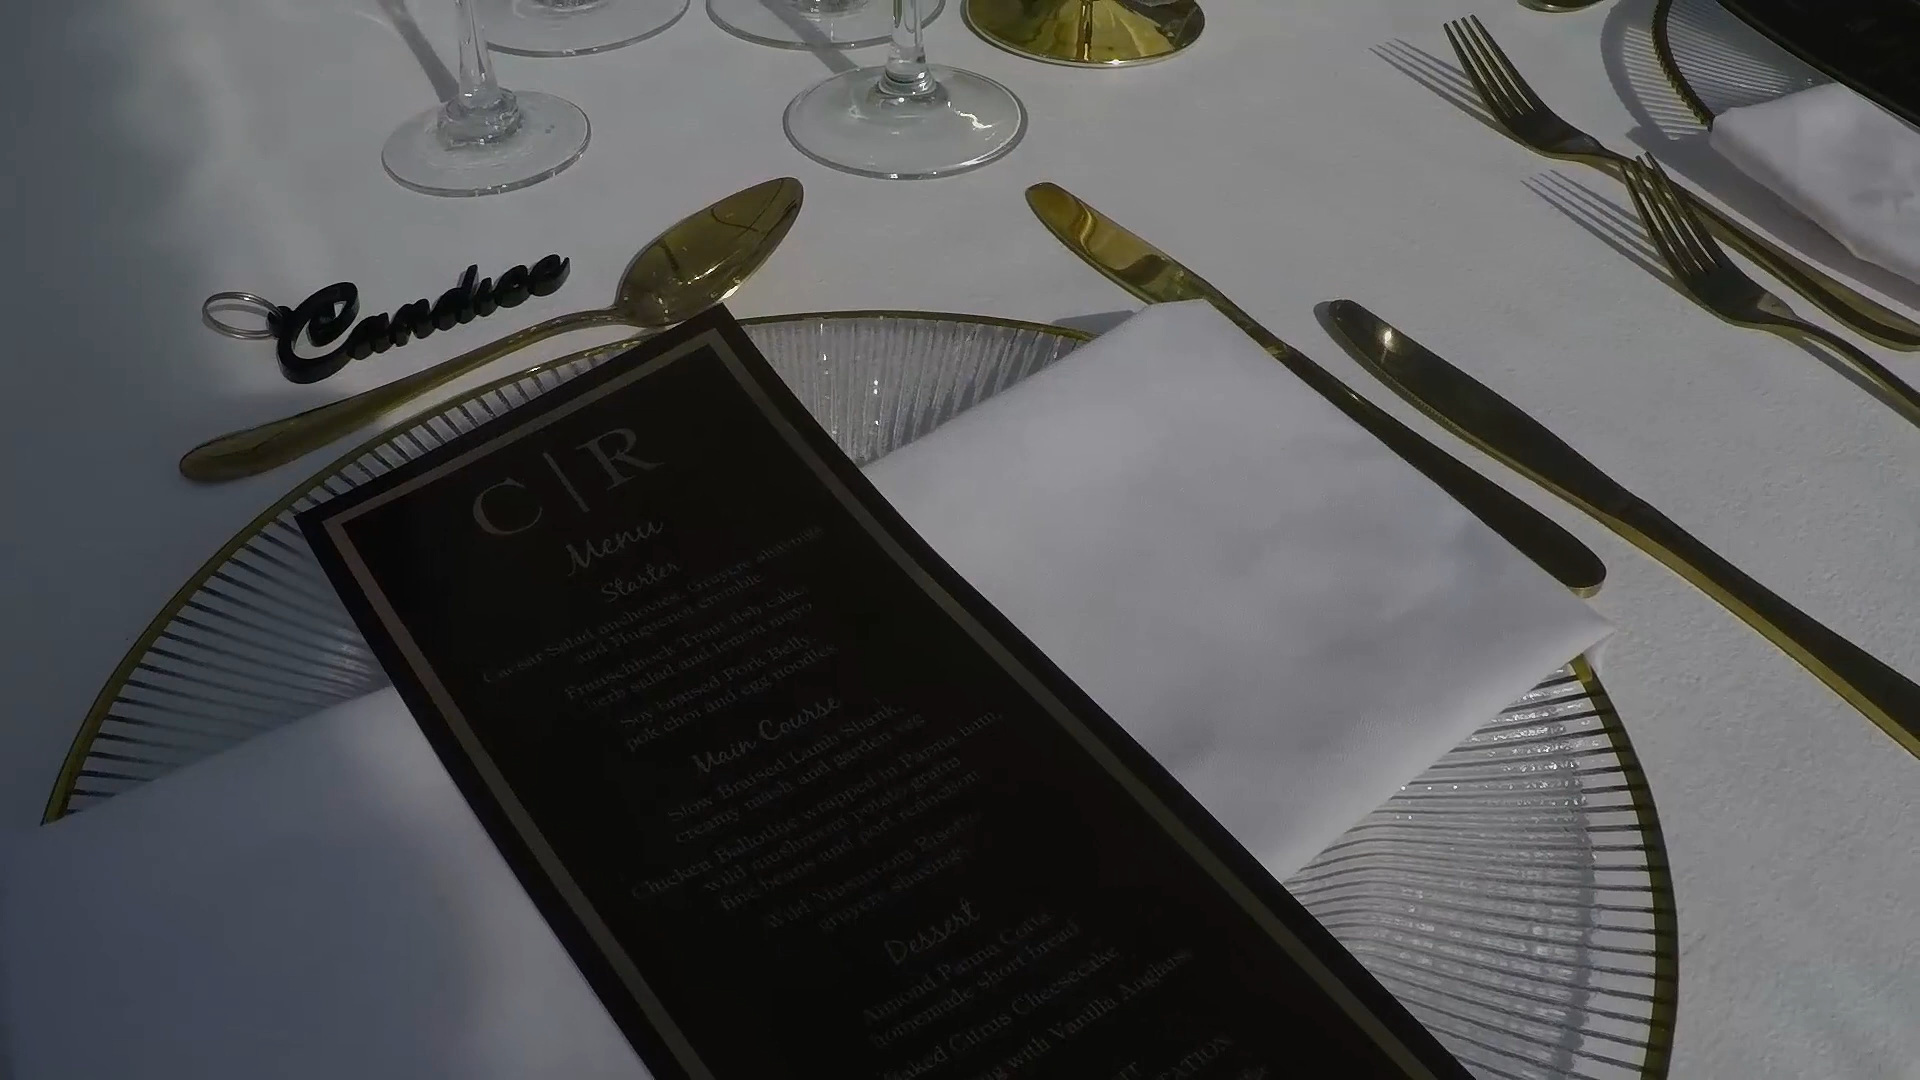 Candice
C|R
Menu
Starter
Caesar Salad anchovies, Gruyere shavings
and Huguenot crumble
Franschhoek Trout fish cake,
herb salad and lemon mayo
Soy braised Pork Belly,
pok choi and egg noodles.
Main Course
Slow Braised Lamb Shank,
creamy mash and garden veg
Chicken Ballotine wrapped in Parma ham,
wild mushroom potato gratin
fine beans and port reduction
Wild Mushroom Risotto
gruyere shavings
Dessert
Almond Panna Cotta
homemade short bread
Baked Citrus Cheesecake
with Vanilla Anglaise